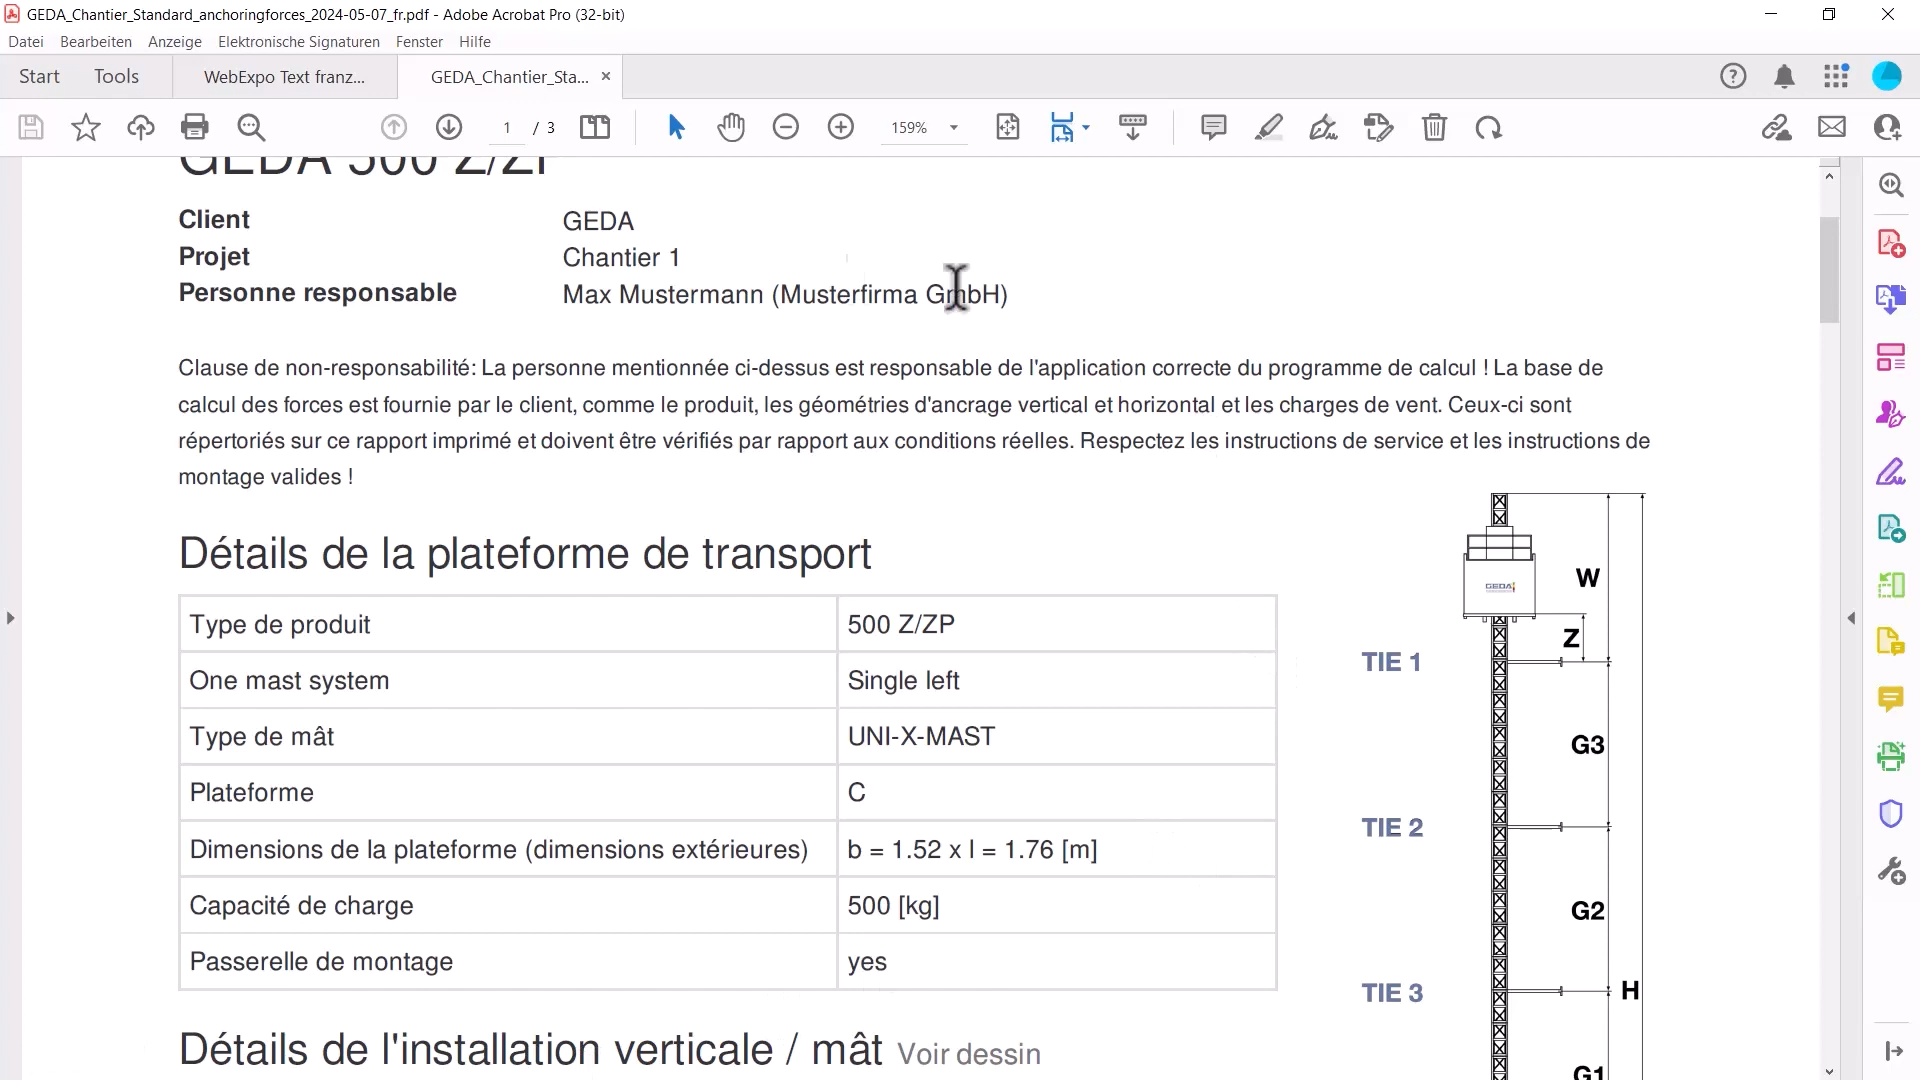 GEDA_Chantier_Standard_anchoringforces_2024-05-07_fr.pdf - Adobe Acrobat Pro (32-bit)
Datei Bearbeiten Anzeige Elektronische Signaturen Fenster Hilfe
Start Tools WebExpo Text franz... GEDA_Chantier_Sta...
1 / 3 159%
GEDA 500 Z/ZP
Client GEDA
Projet Chantier 1
Personne responsable Max Mustermann (Musterfirma GmbH)
Clause de non-responsabilité: La personne mentionnée ci-dessus est responsable de l'application correcte du programme de calcul ! La base de
calcul des forces est fournie par le client, comme le produit, les géométries d'ancrage vertical et horizontal et les charges de vent. Ceux-ci sont
répertoriés sur ce rapport imprimé et doivent être vérifiés par rapport aux conditions réelles. Respectez les instructions de service et les instructions de
montage valides !
Détails de la plateforme de transport
Type de produit 500 Z/ZP
One mast system Single left
Type de mât UNI-X-MAST
Plateforme C
Dimensions de la plateforme (dimensions extérieures) b = 1.52 x l = 1.76 [m]
Capacité de charge 500 [kg]
Passerelle de montage yes
W
GEDA
Z
TIE 1
G3
TIE 2
G2
TIE 3
H
G1
Détails de l'installation verticale / mât Voir dessin